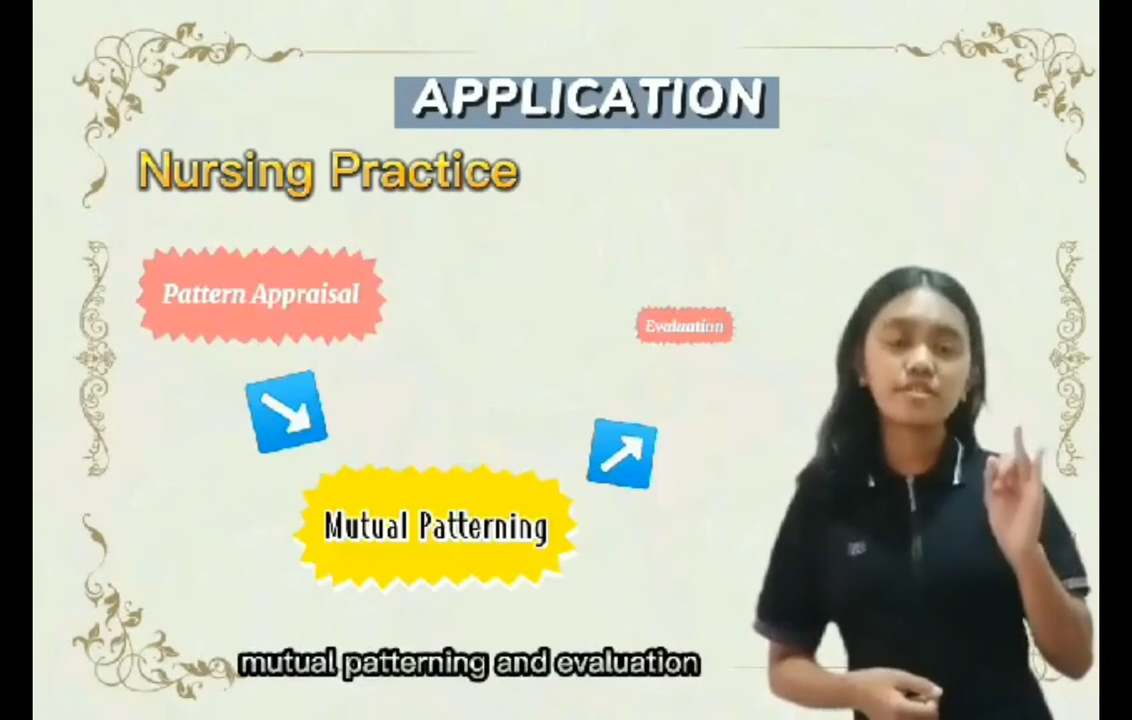 APPLICATION
Nursing Practice
Pattern Appraisal
Evaluation
Mutual Patterning
mutual patterning and evaluation